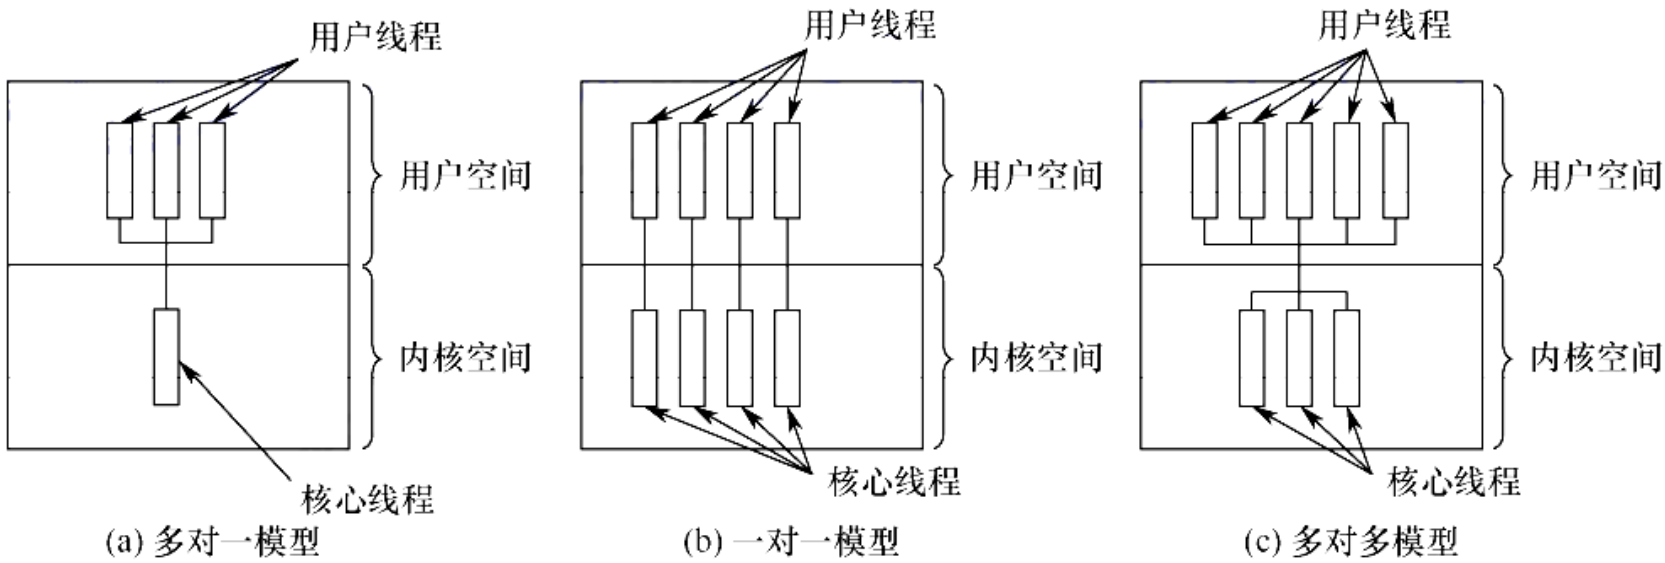 用户线程
用户空间
内核空间
核心线程
(a) 多对一模型
用户线程
用户空间
内核空间
核心线程
(b) 一对一模型
用户线程
用户空间
内核空间
核心线程
(c) 多对多模型